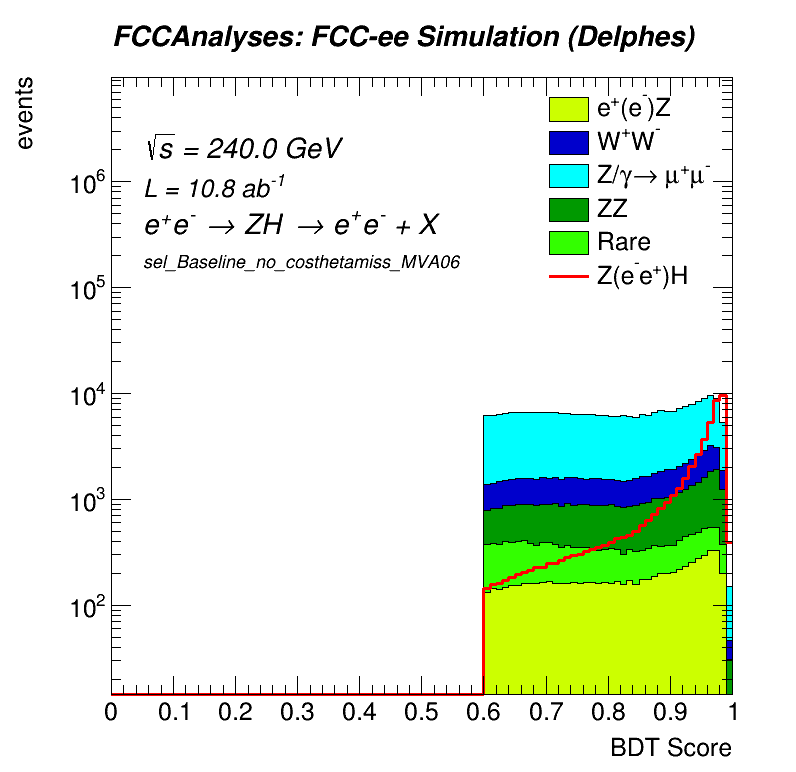 FCCAnalyses: FCC-ee Simulation (Delphes)
events
√s = 240.0 GeV
L = 10.8 ab⁻¹
e⁺e⁻ → ZH → e⁺e⁻ + X
sel_Baseline_no_costhetamiss_MVA06
e⁺(e⁻)Z
W⁺W⁻
Z/γ→ μ⁺μ⁻
ZZ
Rare
Z(e⁻e⁺)H
10⁶
10⁵
10⁴
10³
10²
0 0.1 0.2 0.3 0.4 0.5 0.6 0.7 0.8 0.9 1
BDT Score